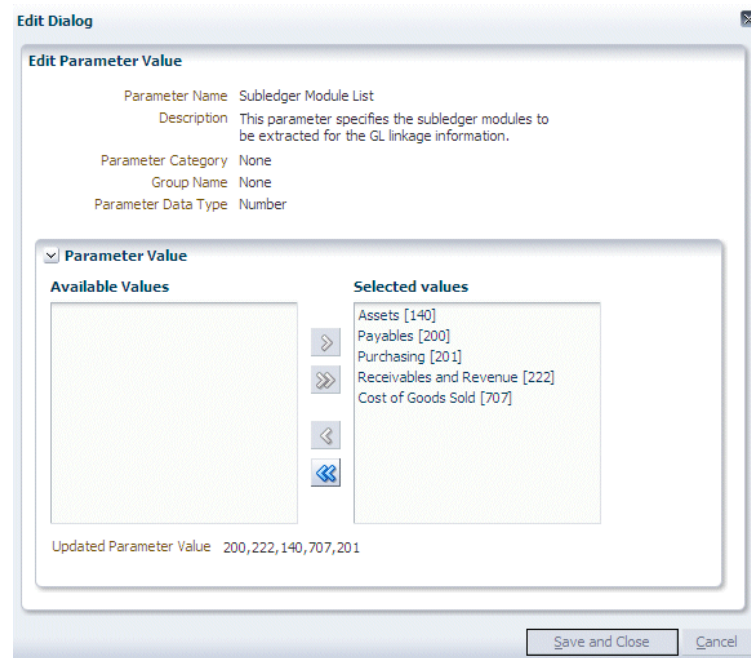 Edit Dialog
Edit Parameter Value
Parameter Name Subledger Module List
Description This parameter specifies the subledger modules to
be extracted for the GL linkage information.
Parameter Category None
Group Name None
Parameter Data Type Number
Parameter Value
Available Values
Selected values
Assets [140]
Payables [200]
Purchasing [201]
Receivables and Revenue [222]
Cost of Goods Sold [707]
Updated Parameter Value 200,222,140,707,201
Save and Close
Cancel